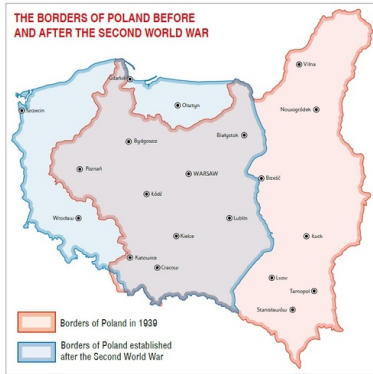 THE BORDERS OF POLAND BEFORE
AND AFTER THE SECOND WORLD WAR
Vilna
Gdańsk
Szczecin
Olsztyn
Nowogródek
Białystok
Bydgoszcz
Poznań
WARSAW
Brześć
Łódź
Wrocław
Lublin
Kielce
Łuck
Katowice
Cracow
Lwów
Tarnopol
Stanisławów
Borders of Poland in 1939
Borders of Poland established
after the Second World War